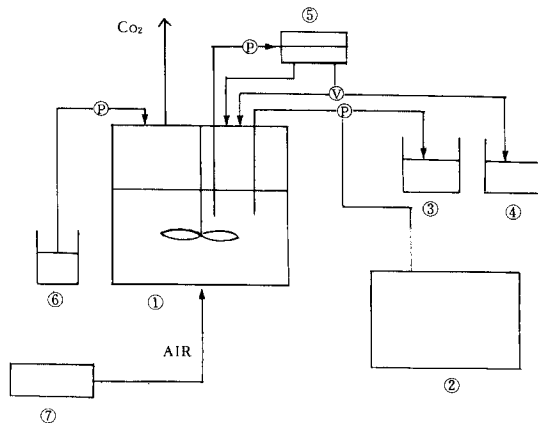 Co₂
⑤
P
P
V
P
③
④
⑥
①
AIR
②
⑦